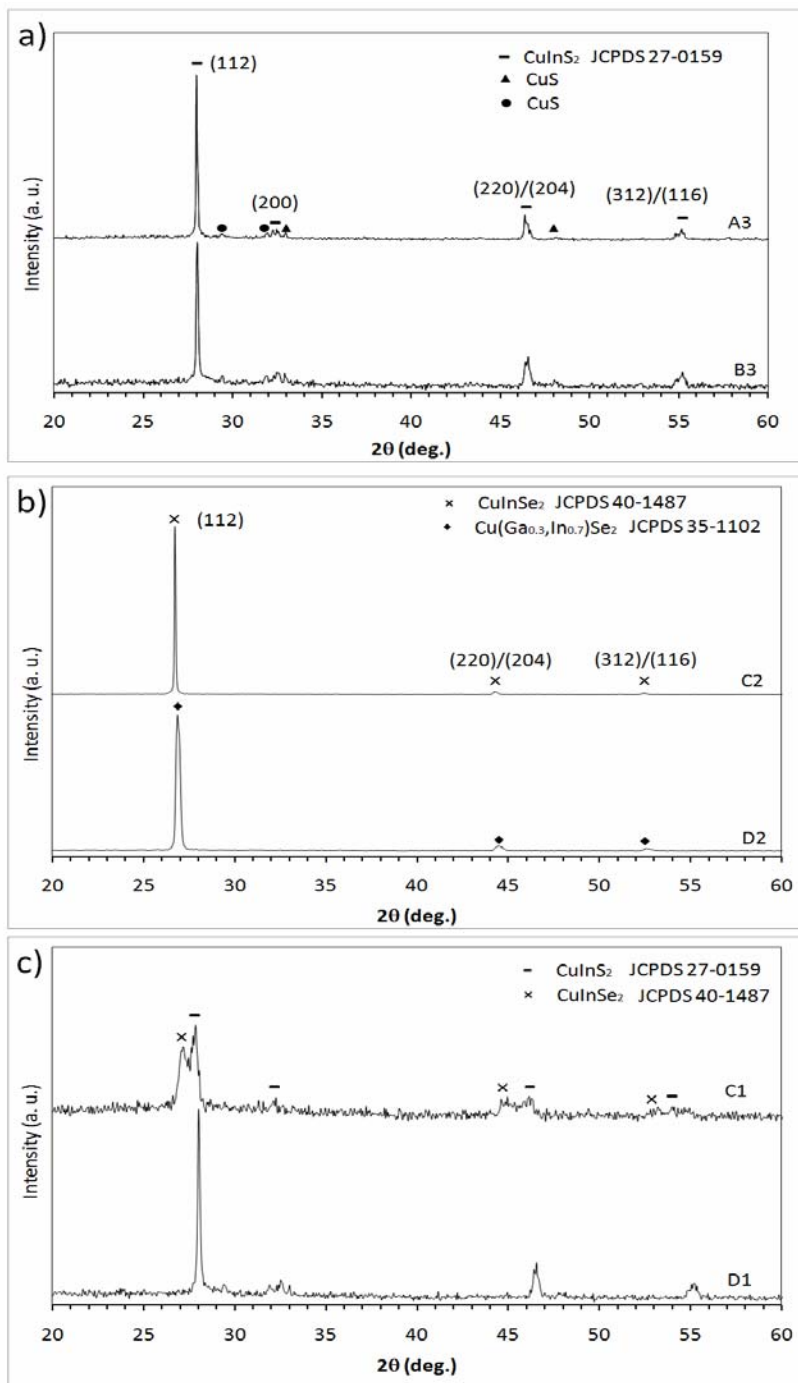 a)
(112)
– CuInS₂ JCPDS 27-0159
▲ CuS
● CuS
(200)
(220)/(204)
(312)/(116)
A3
B3
Intensity (a. u.)
20 25 30 35 40 45 50 55 60
2θ (deg.)
b)
(112)
× CuInSe₂ JCPDS 40-1487
◆ Cu(Ga₀.₃,In₀.₇)Se₂ JCPDS 35-1102
(220)/(204)
(312)/(116)
C2
D2
Intensity (a. u.)
20 25 30 35 40 45 50 55 60
2θ (deg.)
c)
– CuInS₂ JCPDS 27-0159
× CuInSe₂ JCPDS 40-1487
C1
D1
Intensity (a. u.)
20 25 30 35 40 45 50 55 60
2θ (deg.)